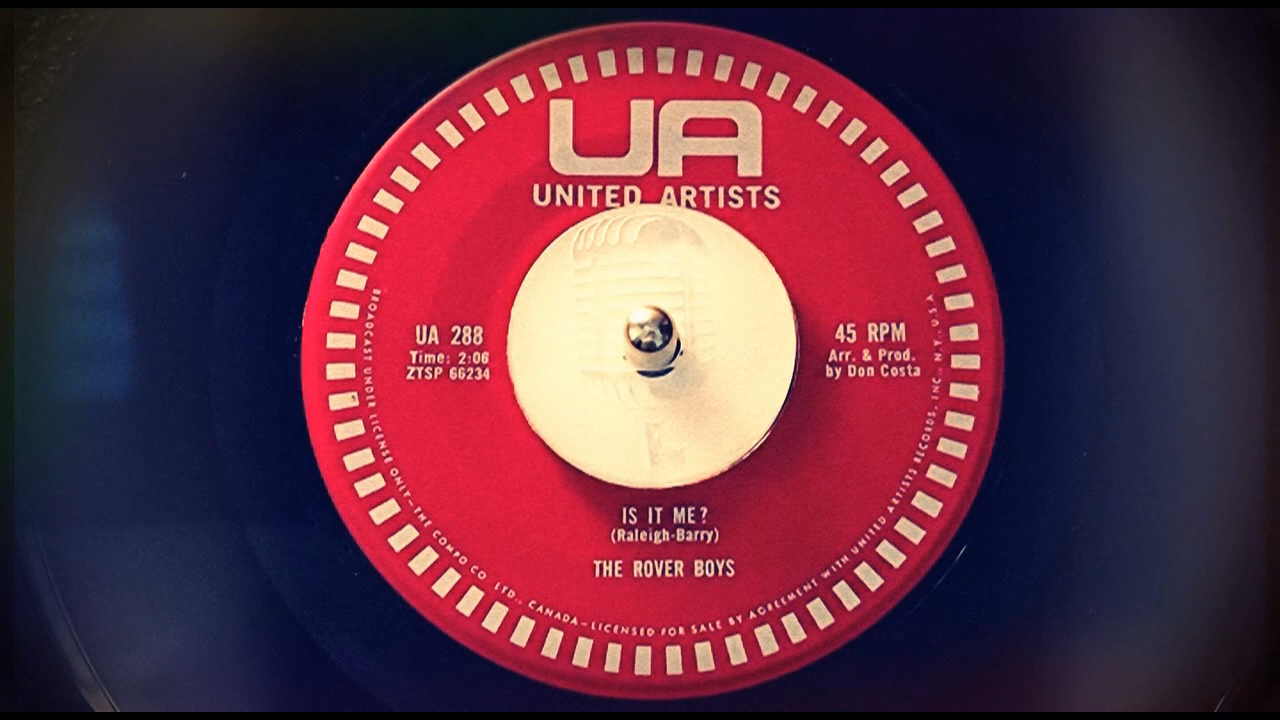 UA
UNITED ARTISTS
UA 288
Time: 2:06
ZTSP 66234
45 RPM
Arr. & Prod.
by Don Costa
IS IT ME?
(Raleigh-Barry)
THE ROVER BOYS
BROADCAST UNDER LICENSE ONLY—THE COMPO CO. LTD., CANADA—LICENSED FOR SALE BY AGREEMENT WITH UNITED ARTISTS RECORDS, INC., N.Y., U.S.A.